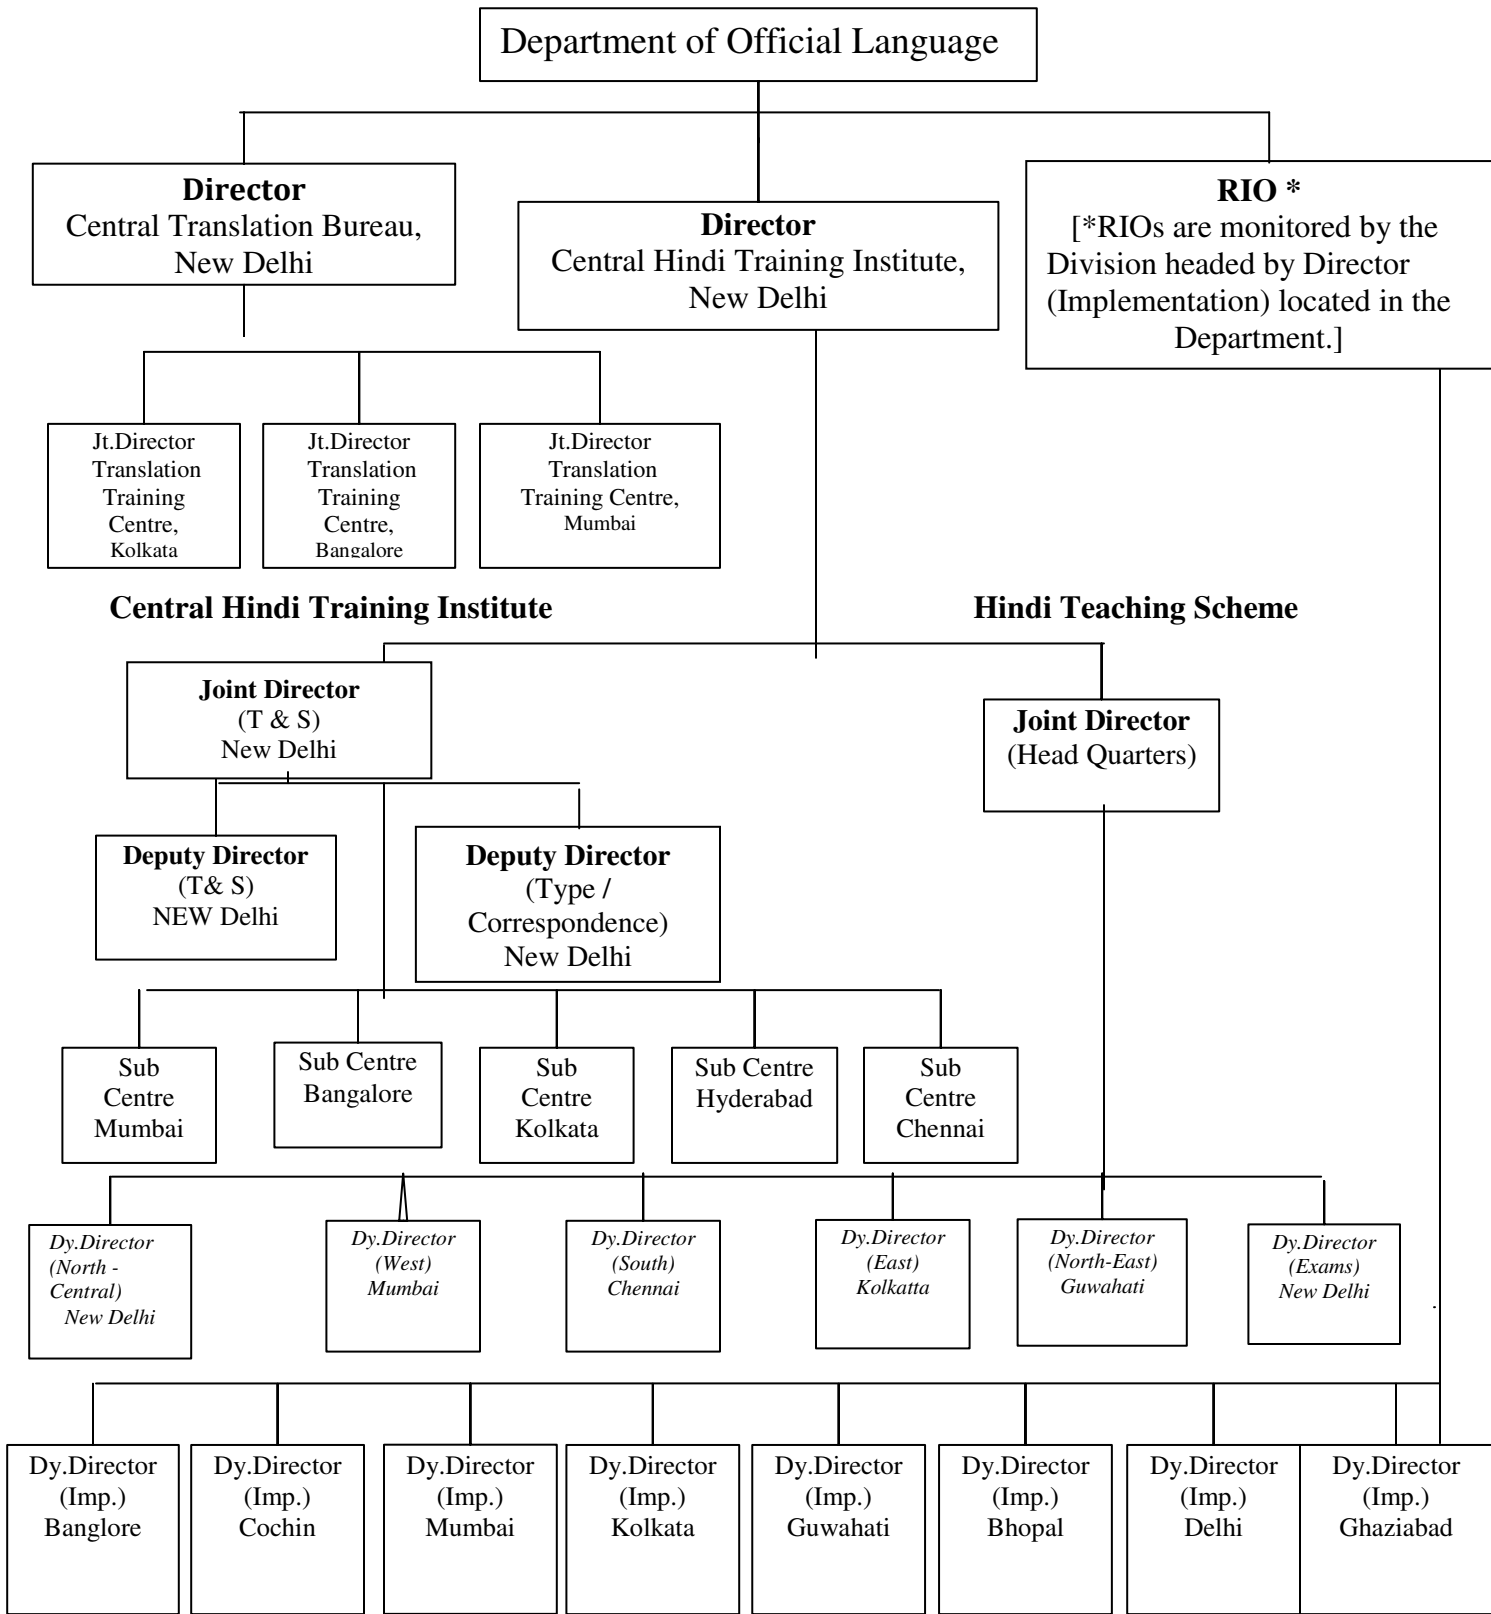 Department of Official Language
Director
Central Translation Bureau,
New Delhi
Director
Central Hindi Training Institute,
New Delhi
RIO *
[*RIOs are monitored by the
Division headed by Director
(Implementation) located in the
Department.]
Jt.Director
Translation
Training
Centre,
Kolkata
Jt.Director
Translation
Training
Centre,
Bangalore
Jt.Director
Translation
Training Centre,
Mumbai
Central Hindi Training Institute
Hindi Teaching Scheme
Joint Director
(T & S)
New Delhi
Joint Director
(Head Quarters)
Deputy Director
(T& S)
NEW Delhi
Deputy Director
(Type /
Correspondence)
New Delhi
Sub
Centre
Mumbai
Sub Centre
Bangalore
Sub
Centre
Kolkata
Sub Centre
Hyderabad
Sub
Centre
Chennai
Dy.Director
(North -
Central)
New Delhi
Dy.Director
(West)
Mumbai
Dy.Director
(South)
Chennai
Dy.Director
(East)
Kolkatta
Dy.Director
(North-East)
Guwahati
Dy.Director
(Exams)
New Delhi
Dy.Director
(Imp.)
Banglore
Dy.Director
(Imp.)
Cochin
Dy.Director
(Imp.)
Mumbai
Dy.Director
(Imp.)
Kolkata
Dy.Director
(Imp.)
Guwahati
Dy.Director
(Imp.)
Bhopal
Dy.Director
(Imp.)
Delhi
Dy.Director
(Imp.)
Ghaziabad